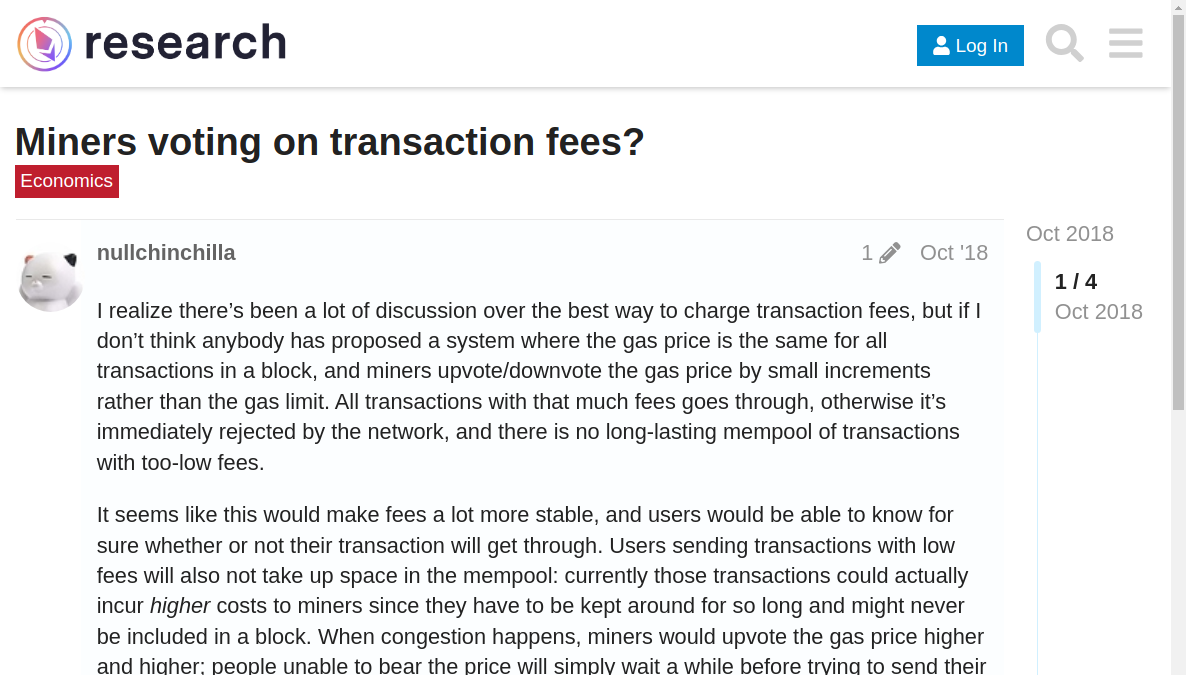 research
Log In
Miners voting on transaction fees?
Economics
nullchinchilla
1
Oct '18
Oct 2018
1 / 4
Oct 2018
I realize there’s been a lot of discussion over the best way to charge transaction fees, but if I
don’t think anybody has proposed a system where the gas price is the same for all
transactions in a block, and miners upvote/downvote the gas price by small increments
rather than the gas limit. All transactions with that much fees goes through, otherwise it’s
immediately rejected by the network, and there is no long-lasting mempool of transactions
with too-low fees.
It seems like this would make fees a lot more stable, and users would be able to know for
sure whether or not their transaction will get through. Users sending transactions with low
fees will also not take up space in the mempool: currently those transactions could actually
incur higher costs to miners since they have to be kept around for so long and might never
be included in a block. When congestion happens, miners would upvote the gas price higher
and higher; people unable to bear the price will simply wait a while before trying to send their